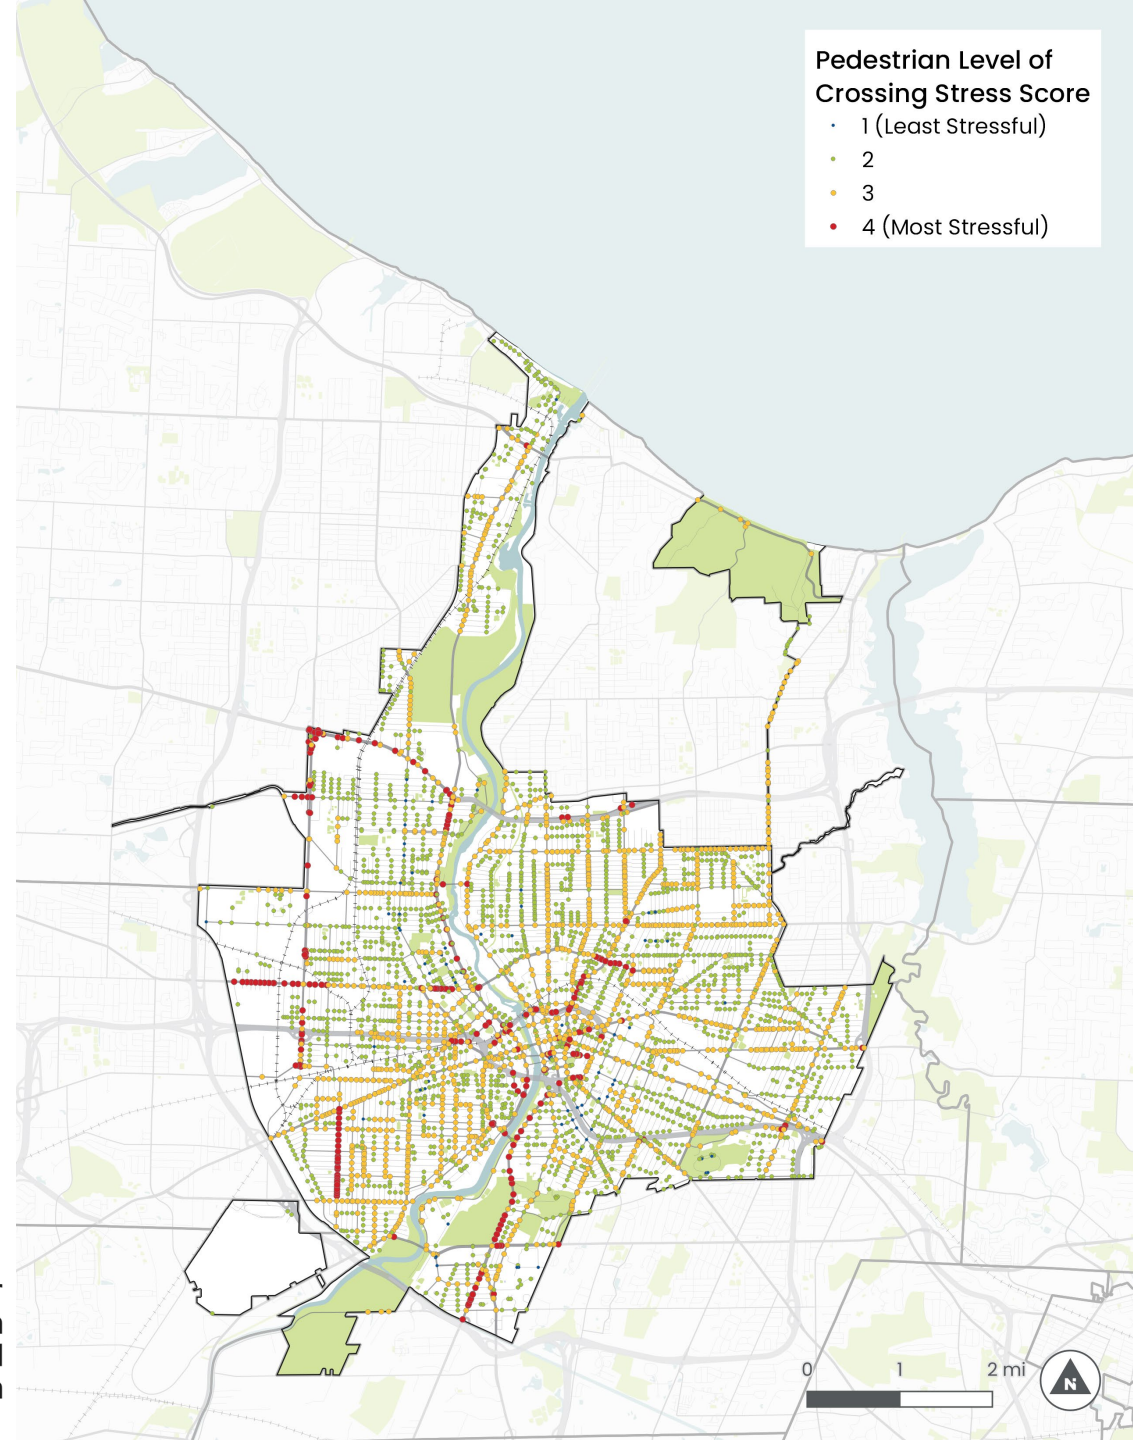 Pedestrian Level of
Crossing Stress Score
1 (Least Stressful)
2
3
4 (Most Stressful)
0 1 2 mi
N